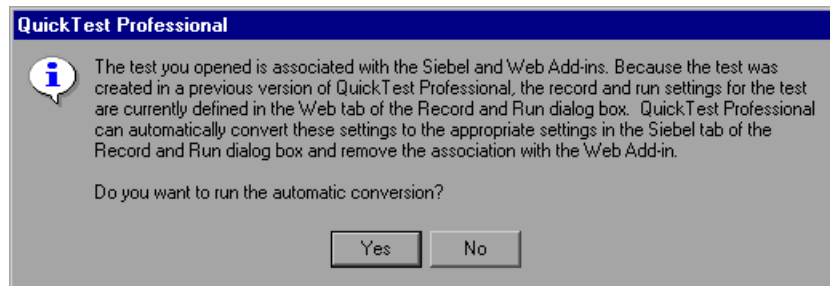 QuickTest Professional
The test you opened is associated with the Siebel and Web Add-ins. Because the test was
created in a previous version of QuickTest Professional, the record and run settings for the test
are currently defined in the Web tab of the Record and Run dialog box. QuickTest Professional
can automatically convert these settings to the appropriate settings in the Siebel tab of the
Record and Run dialog box and remove the association with the Web Add-in.
Do you want to run the automatic conversion?
Yes No